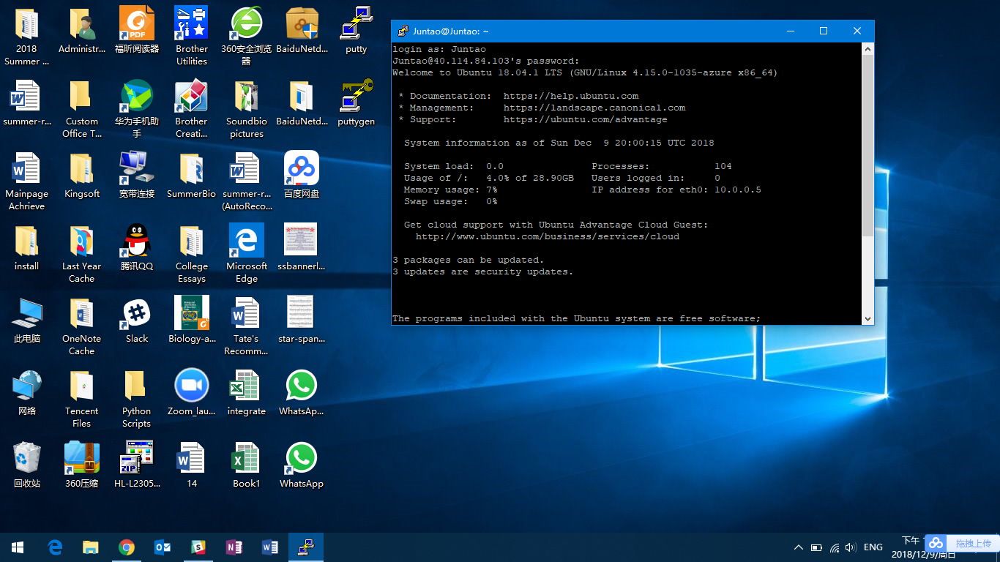 2018
Summer ...
Administr...
福昕阅读器
Brother
Utilities
360安全浏览
器
BaiduNetd...
putty
summer-r...
Custom
Office T...
华为手机助
手
Brother
Creati...
Soundbio
pictures
BaiduNetd...
puttygen
Mainpage
Achrieve
Kingsoft
宽带连接
SummerBio
summer-r...
(AutoReco...
百度网盘
install
Last Year
Cache
腾讯QQ
College
Essays
Microsoft
Edge
ssbannerl...
此电脑
OneNote
Cache
Slack
Biology-a...
Tate's
Recomm...
star-span...
网络
Tencent
Files
Python
Scripts
Zoom_lau...
integrate
WhatsAp...
回收站
360压缩
HL-L2305...
14
Book1
WhatsApp
PDF
ZIP
Juntao@Juntao: ~
login as: Juntao
Juntao@40.114.84.103's password:
Welcome to Ubuntu 18.04.1 LTS (GNU/Linux 4.15.0-1035-azure x86_64)
* Documentation: https://help.ubuntu.com
* Management: https://landscape.canonical.com
* Support: https://ubuntu.com/advantage
System information as of Sun Dec 9 20:00:15 UTC 2018
System load: 0.0 Processes: 104
Usage of /: 4.0% of 28.90GB Users logged in: 0
Memory usage: 7% IP address for eth0: 10.0.0.5
Swap usage: 0%
Get cloud support with Ubuntu Advantage Cloud Guest:
http://www.ubuntu.com/business/services/cloud
3 packages can be updated.
3 updates are security updates.
The programs included with the Ubuntu system are free software;
ENG
下午
2018/12/9/周日
拖拽上传